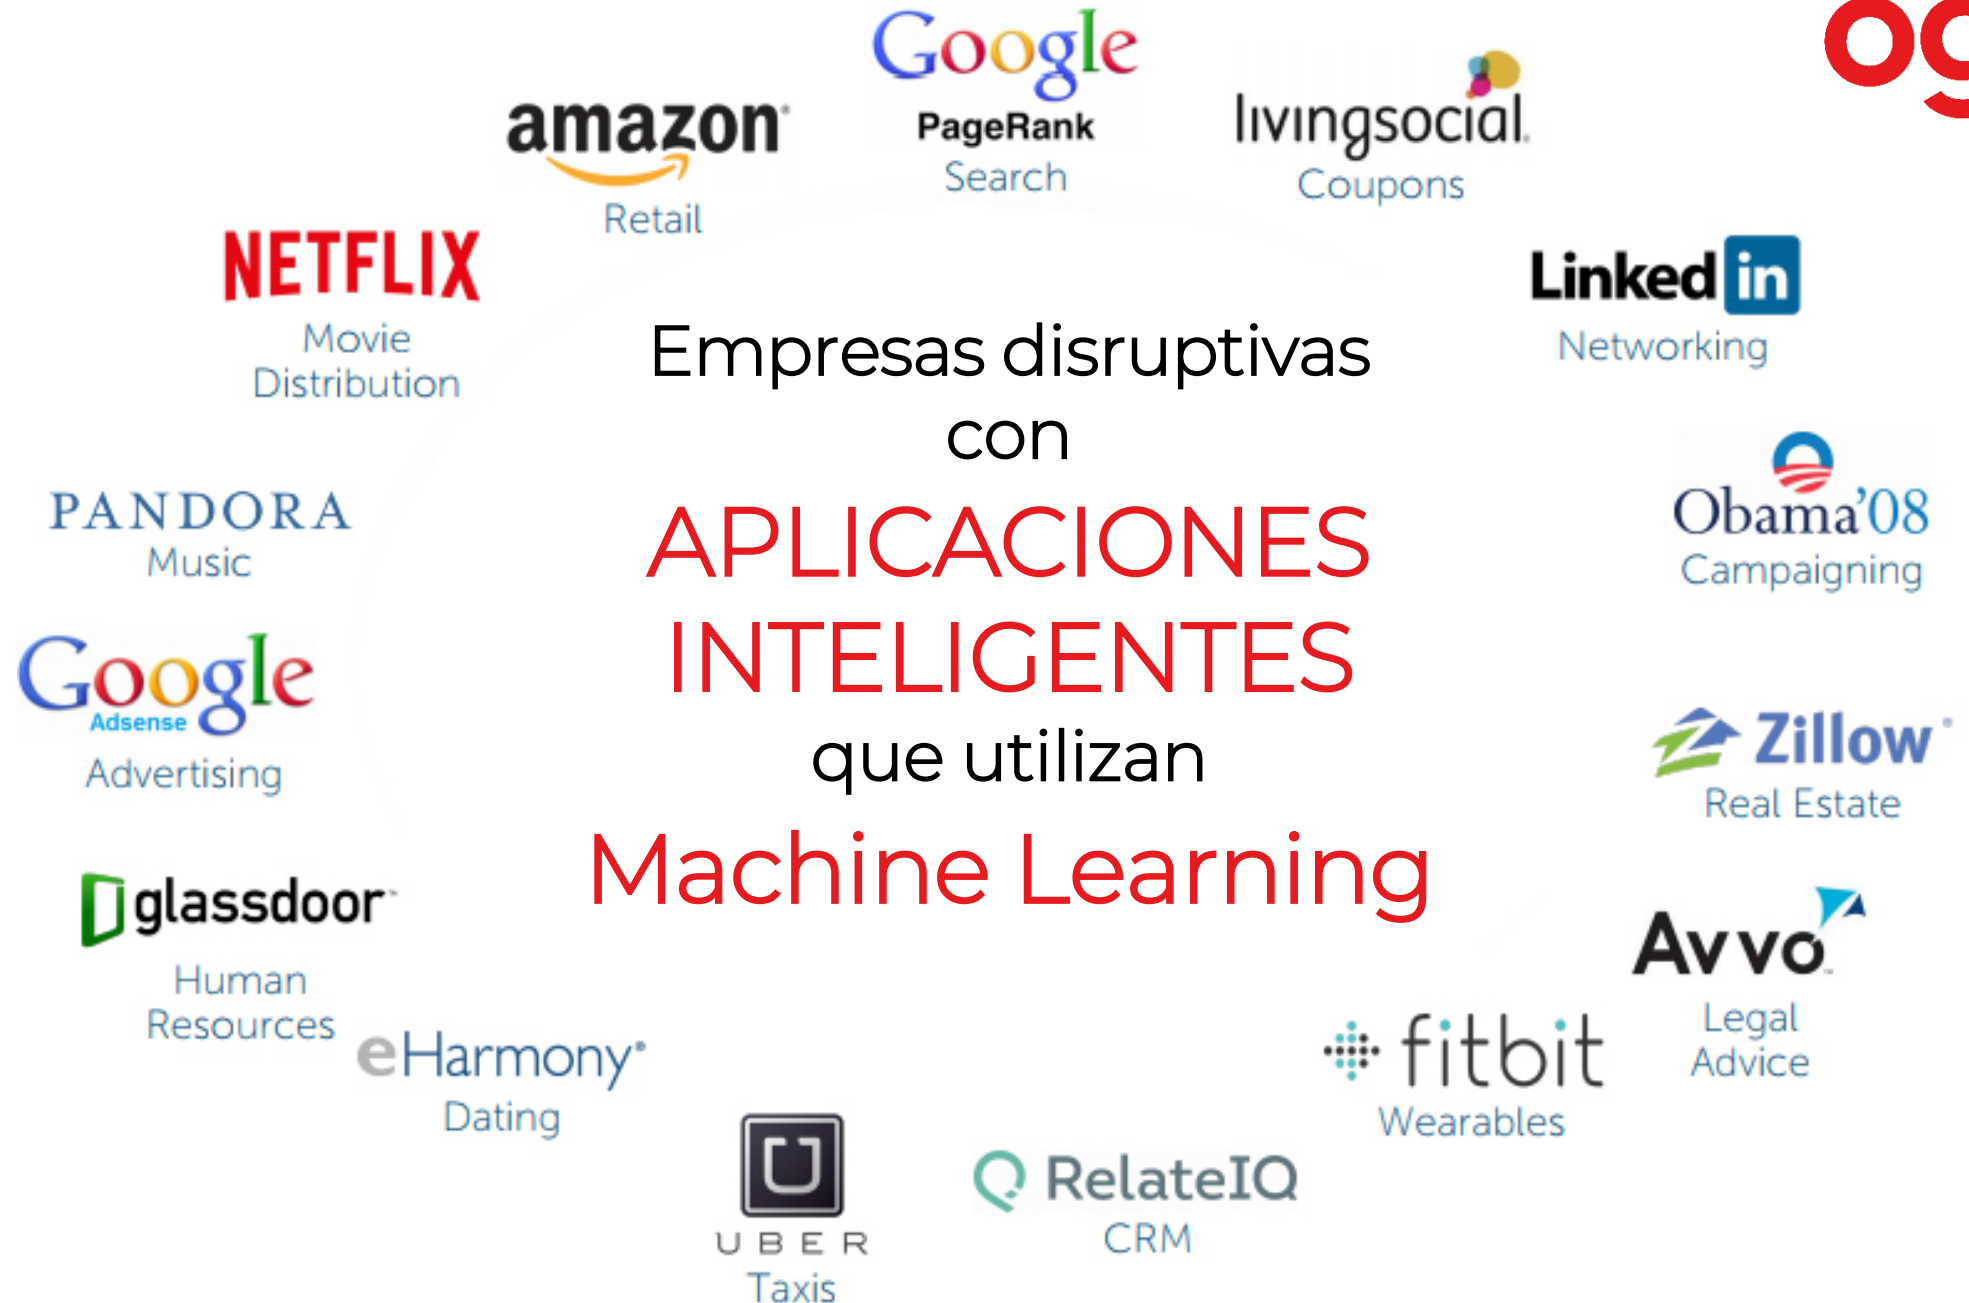 Google
PageRank
Search
amazon
Retail
livingsocial.
Coupons
NETFLIX
Movie
Distribution
Linked in
Networking
Empresas disruptivas
con
APLICACIONES
INTELIGENTES
que utilizan
Machine Learning
PANDORA
Music
Obama'08
Campaigning
Google
Adsense
Advertising
Zillow
Real Estate
glassdoor
Human
Resources
Avvo
Legal
Advice
eHarmony
Dating
fitbit
Wearables
UBER
Taxis
RelateIQ
CRM